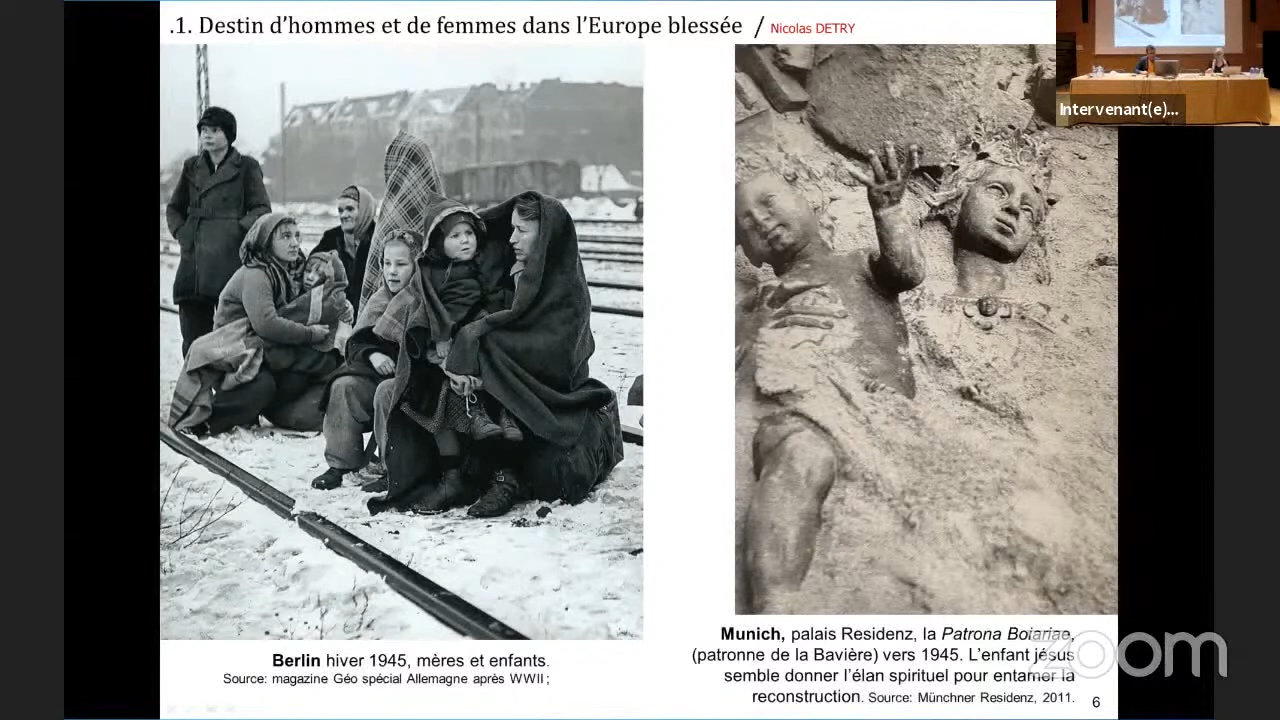 .1. Destin d’hommes et de femmes dans l’Europe blessée / Nicolas DETRY
Intervenant(e)...
Berlin hiver 1945, mères et enfants.
Source: magazine Géo spécial Allemagne après WWII ;
Munich, palais Residenz, la Patrona Boiariae,
(patronne de la Bavière) vers 1945. L’enfant jésus
semble donner l’élan spirituel pour entamer la
reconstruction. Source: Münchner Residenz, 2011.
6
zoom